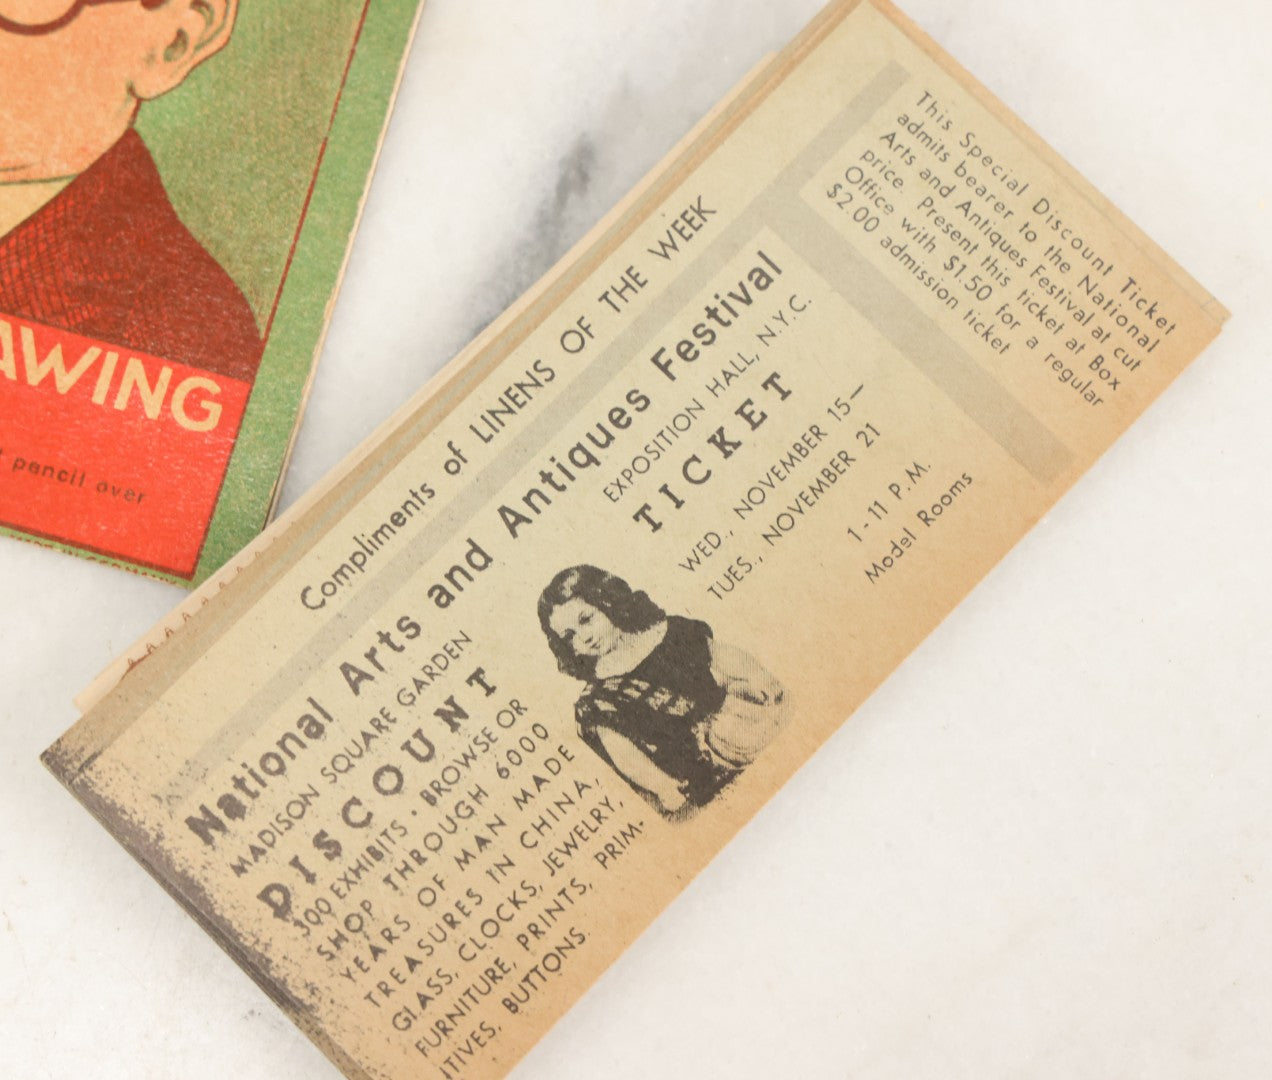 AWING
pencil over
Compliments of LINENS OF THE WEEK
National Arts and Antiques Festival
MADISON SQUARE GARDEN
EXPOSITION HALL, N.Y.C.
DISCOUNT
TICKET
300 EXHIBITS • BROWSE OR
SHOP THROUGH 6000
YEARS OF MAN MADE
TREASURES IN CHINA,
GLASS, CLOCKS, JEWELRY,
FURNITURE, PRINTS, PRIM-
ITIVES, BUTTONS
WED., NOVEMBER 15—
TUES., NOVEMBER 21
1 - 11 P.M.
Model Rooms
This Special Discount Ticket
admits bearer to the National
Arts and Antiques Festival at cut
price. Present this ticket at Box
Office with $1.50 for a regular
$2.00 admission ticket